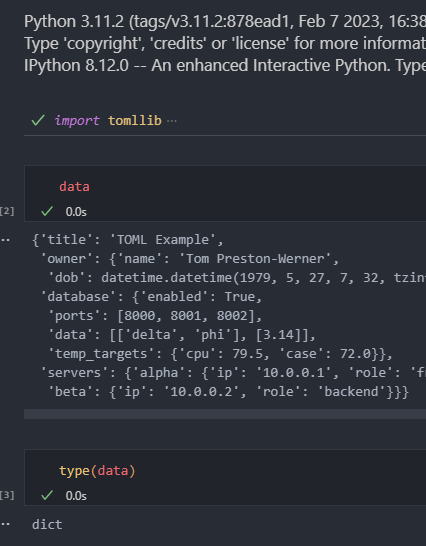 Python 3.11.2 (tags/v3.11.2:878ead1, Feb 7 2023, 16:38
Type 'copyright', 'credits' or 'license' for more informat
IPython 8.12.0 -- An enhanced Interactive Python. Type
import tomllib ...
data
[2] 0.0s
{'title': 'TOML Example',
'owner': {'name': 'Tom Preston-Werner',
'dob': datetime.datetime(1979, 5, 27, 7, 32, tzin
'database': {'enabled': True,
'ports': [8000, 8001, 8002],
'data': [['delta', 'phi'], [3.14]],
'temp_targets': {'cpu': 79.5, 'case': 72.0}},
'servers': {'alpha': {'ip': '10.0.0.1', 'role': 'f
'beta': {'ip': '10.0.0.2', 'role': 'backend'}}}
type(data)
[3] 0.0s
dict